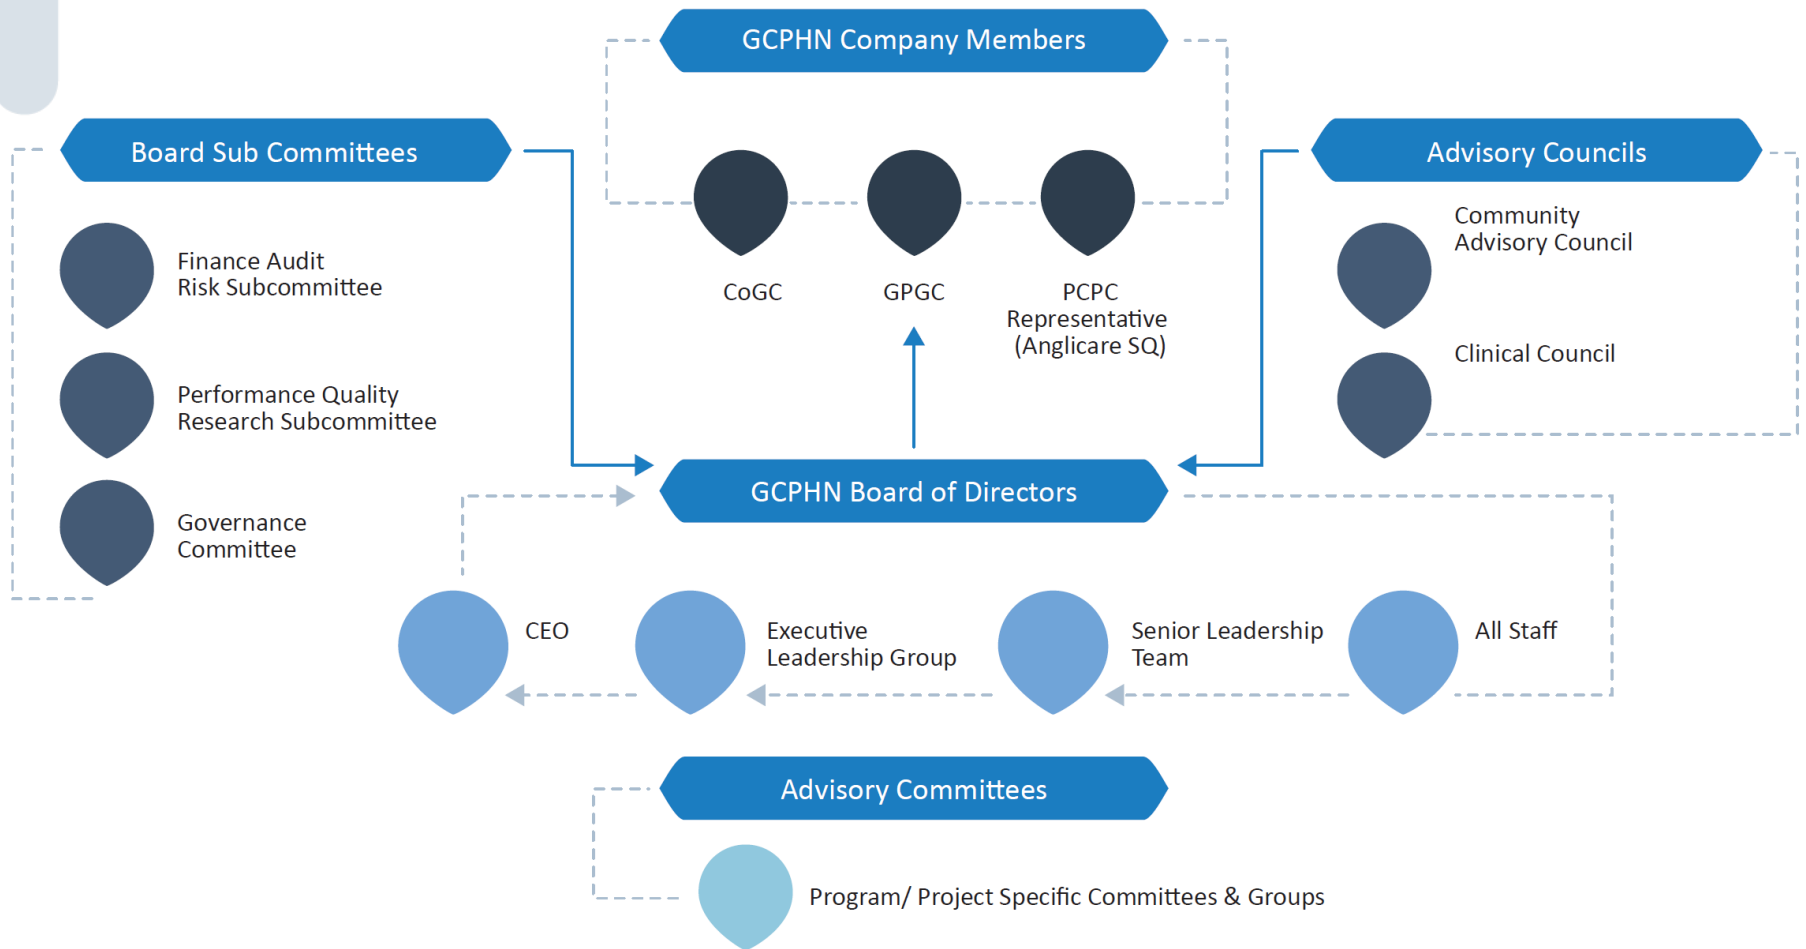 GCPHN Company Members
Board Sub Committees
Advisory Councils
Finance Audit
Risk Subcommittee
Performance Quality
Research Subcommittee
Governance
Committee
CoGC
GPGC
PCPC
Representative
(Anglicare SQ)
Community
Advisory Council
Clinical Council
GCPHN Board of Directors
CEO
Executive
Leadership Group
Senior Leadership
Team
All Staff
Advisory Committees
Program/ Project Specific Committees & Groups